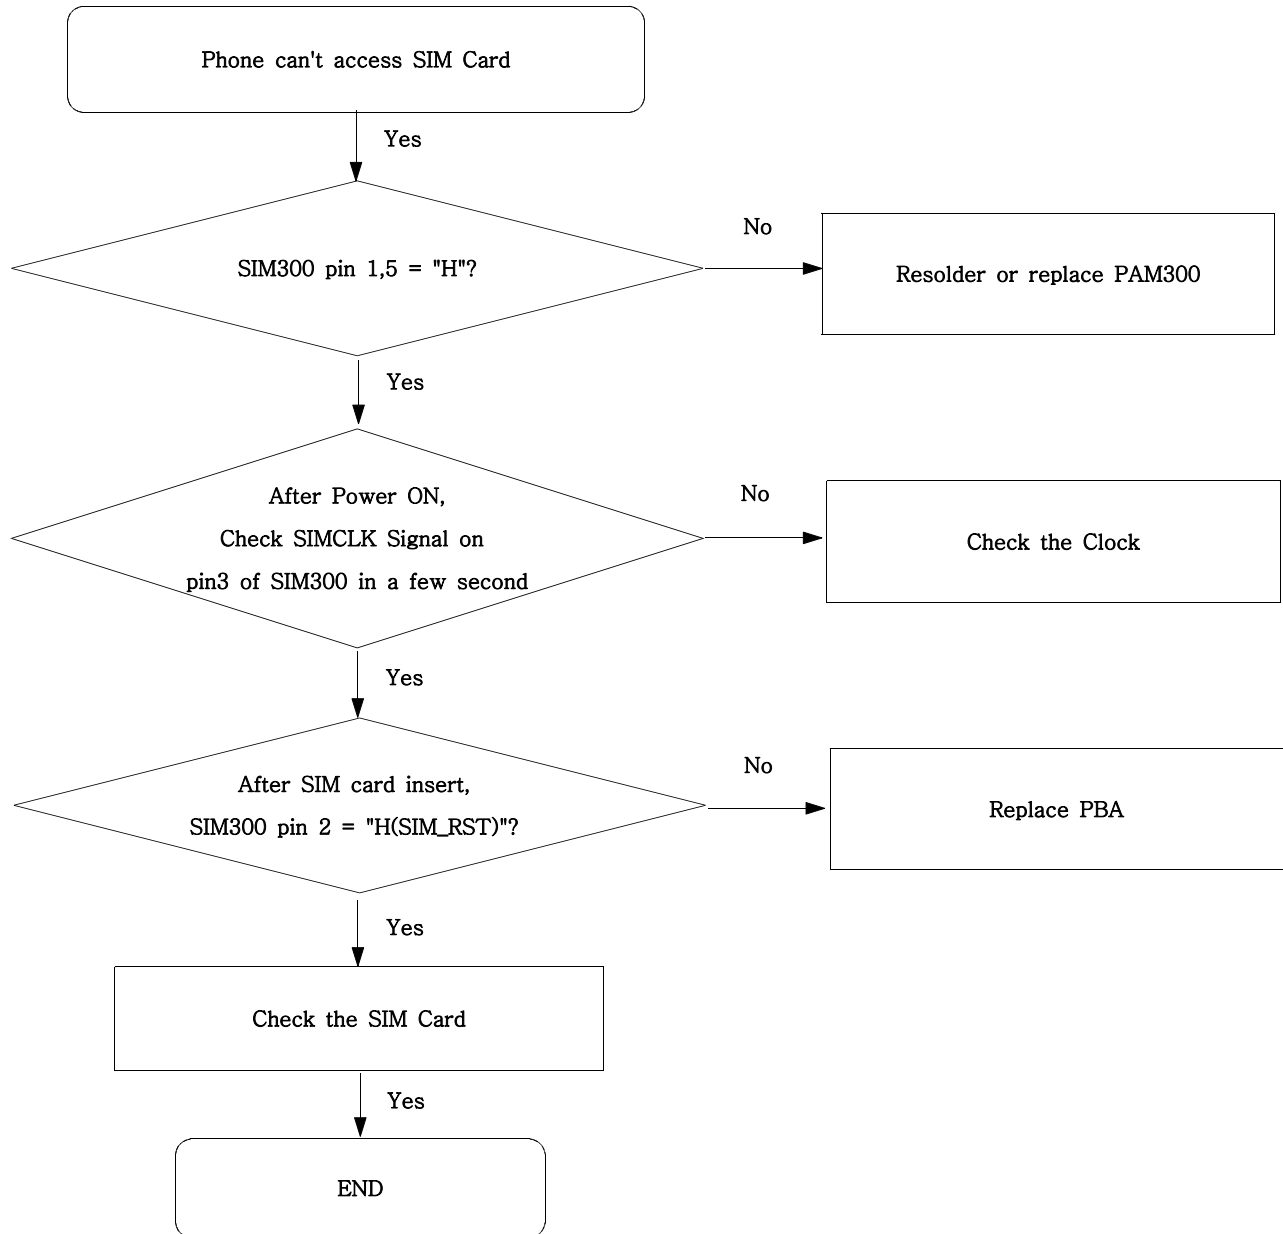 Phone can't access SIM Card
Yes
SIM300 pin 1,5 = "H"?
No
Resolder or replace PAM300
Yes
After Power ON,
Check SIMCLK Signal on
pin3 of SIM300 in a few second
No
Check the Clock
Yes
After SIM card insert,
SIM300 pin 2 = "H(SIM_RST)"?
No
Replace PBA
Yes
Check the SIM Card
Yes
END